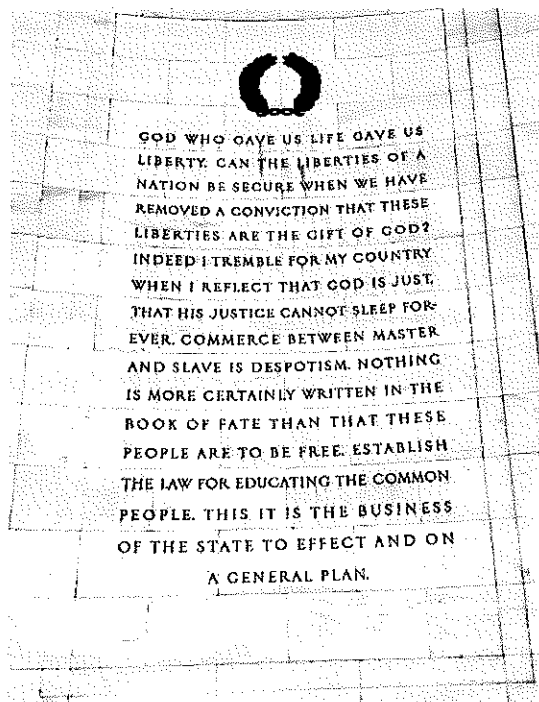 GOD WHO GAVE US LIFE GAVE US
LIBERTY. CAN THE LIBERTIES OF A
NATION BE SECURE WHEN WE HAVE
REMOVED A CONVICTION THAT THESE
LIBERTIES ARE THE GIFT OF GOD?
INDEED I TREMBLE FOR MY COUNTRY
WHEN I REFLECT THAT GOD IS JUST,
THAT HIS JUSTICE CANNOT SLEEP FOR-
EVER. COMMERCE BETWEEN MASTER
AND SLAVE IS DESPOTISM. NOTHING
IS MORE CERTAINLY WRITTEN IN THE
BOOK OF FATE THAN THAT THESE
PEOPLE ARE TO BE FREE. ESTABLISH
THE LAW FOR EDUCATING THE COMMON
PEOPLE. THIS IT IS THE BUSINESS
OF THE STATE TO EFFECT AND ON
A GENERAL PLAN.